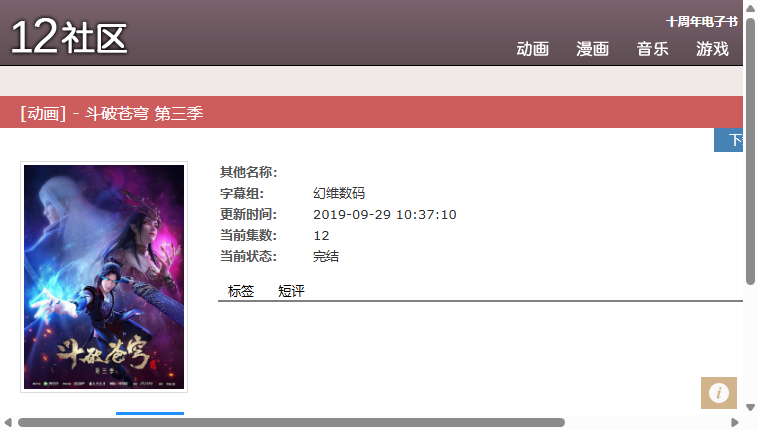 12社区
十周年电子书
动画 漫画 音乐 游戏
[动画] - 斗破苍穹 第三季
下
其他名称:
字幕组: 幻维数码
更新时间: 2019-09-29 10:37:10
当前集数: 12
当前状态: 完结
标签 短评
斗破苍穹
第三季
i